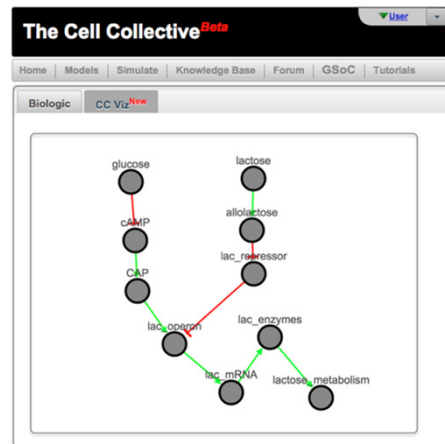 The Cell Collective Beta
User
Home Models Simulate Knowledge Base Forum GSoC Tutorials
Biologic CC Viz New
glucose lactose
cAMP allolactose
CAP lac_repressor
lac_operon lac_enzymes
lac_mRNA lactose_metabolism